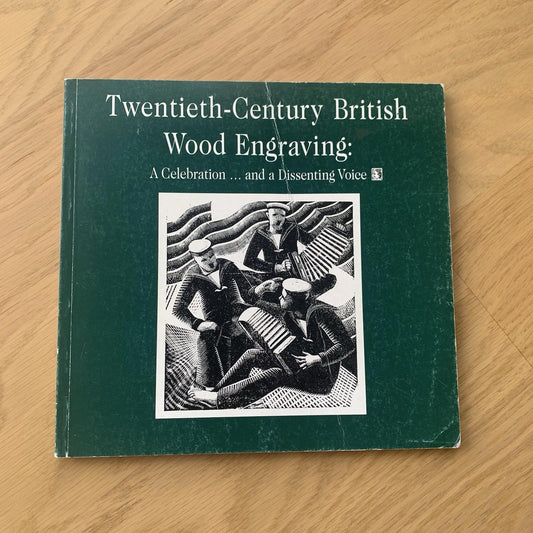 Twentieth-Century British
Wood Engraving:
A Celebration ... and a Dissenting Voice